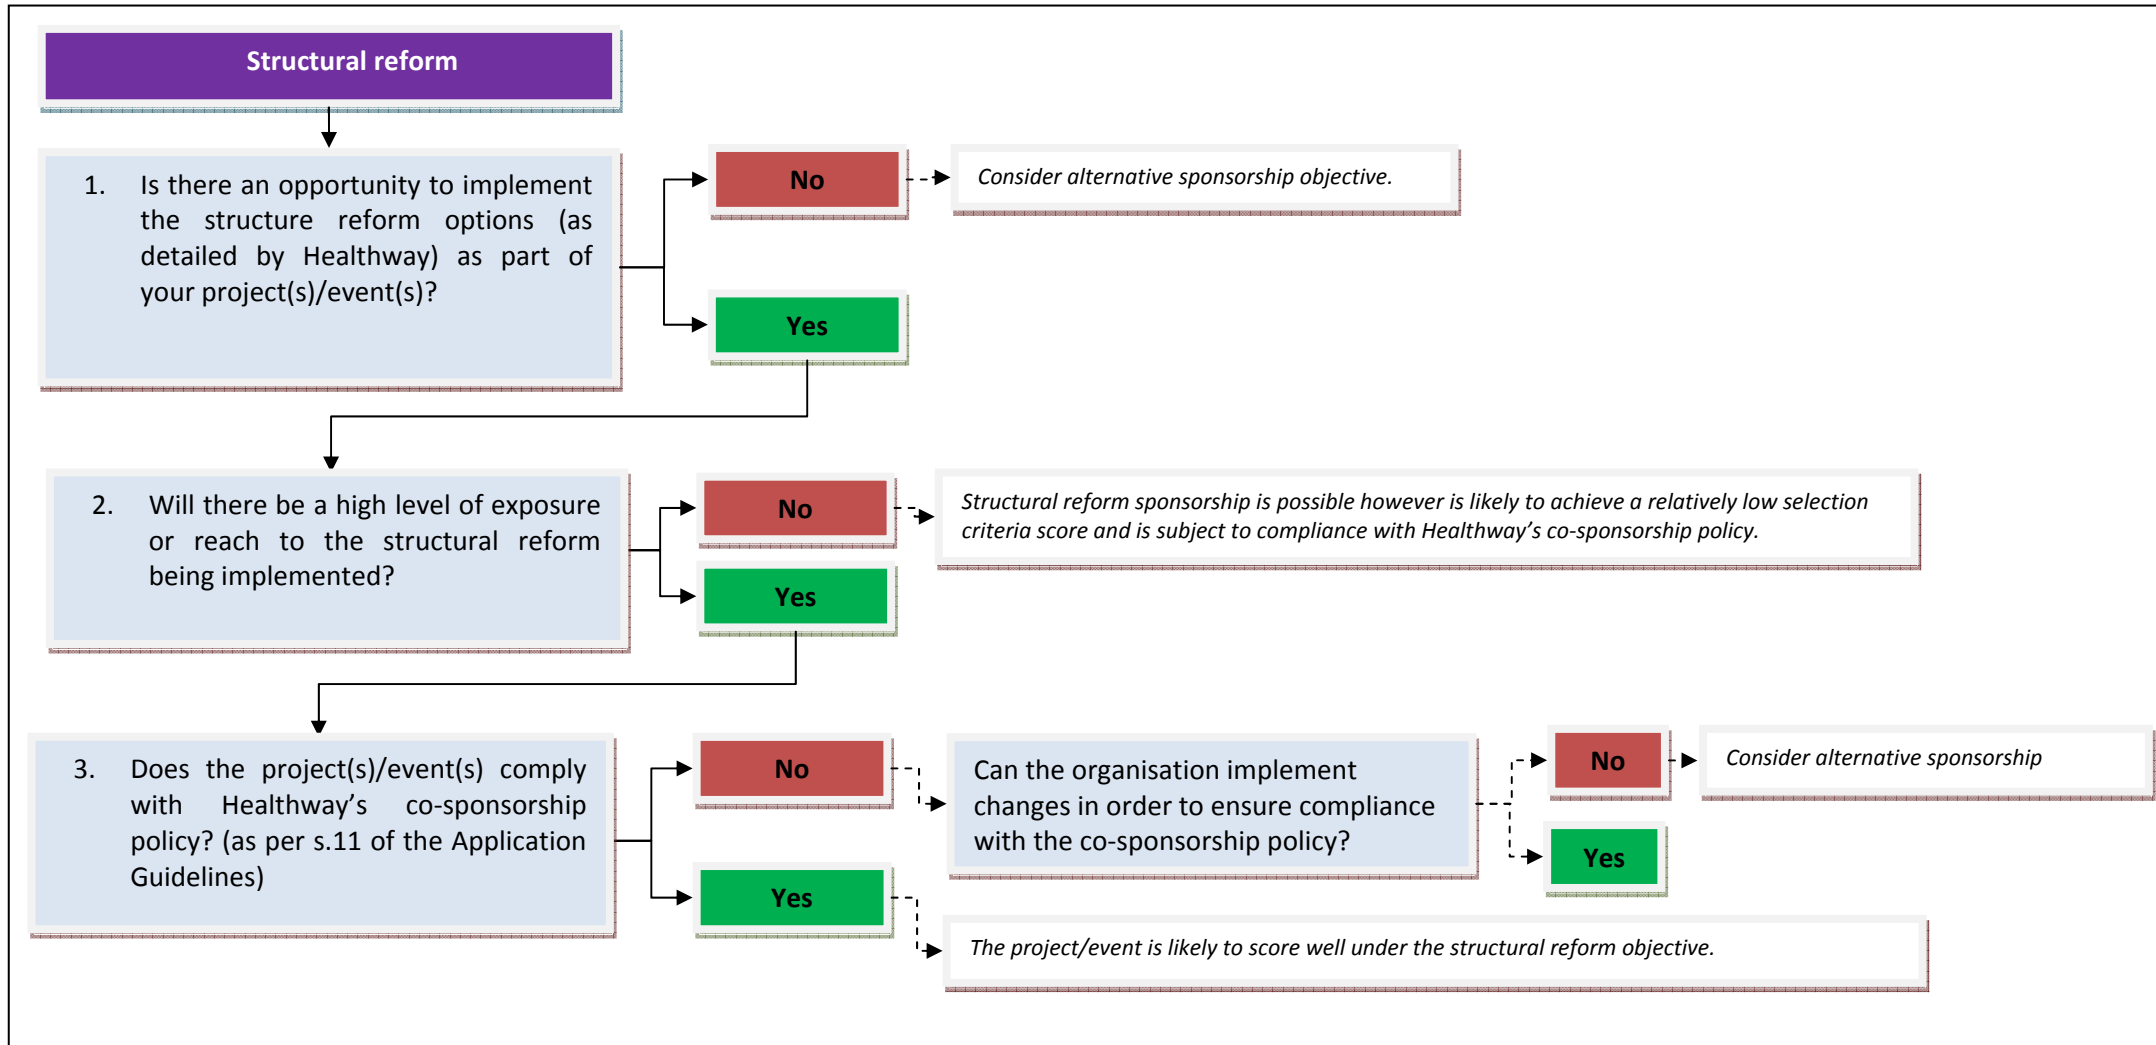 Structural reform
1. Is there an opportunity to implement
the structure reform options (as
detailed by Healthway) as part of
your project(s)/event(s)?
No
Consider alternative sponsorship objective.
Yes
2. Will there be a high level of exposure
or reach to the structural reform
being implemented?
No
Structural reform sponsorship is possible however is likely to achieve a relatively low selection
criteria score and is subject to compliance with Healthway’s co-sponsorship policy.
Yes
3. Does the project(s)/event(s) comply
with Healthway’s co-sponsorship
policy? (as per s.11 of the Application
Guidelines)
No
Can the organisation implement
changes in order to ensure compliance
with the co-sponsorship policy?
No
Consider alternative sponsorship
Yes
Yes
The project/event is likely to score well under the structural reform objective.